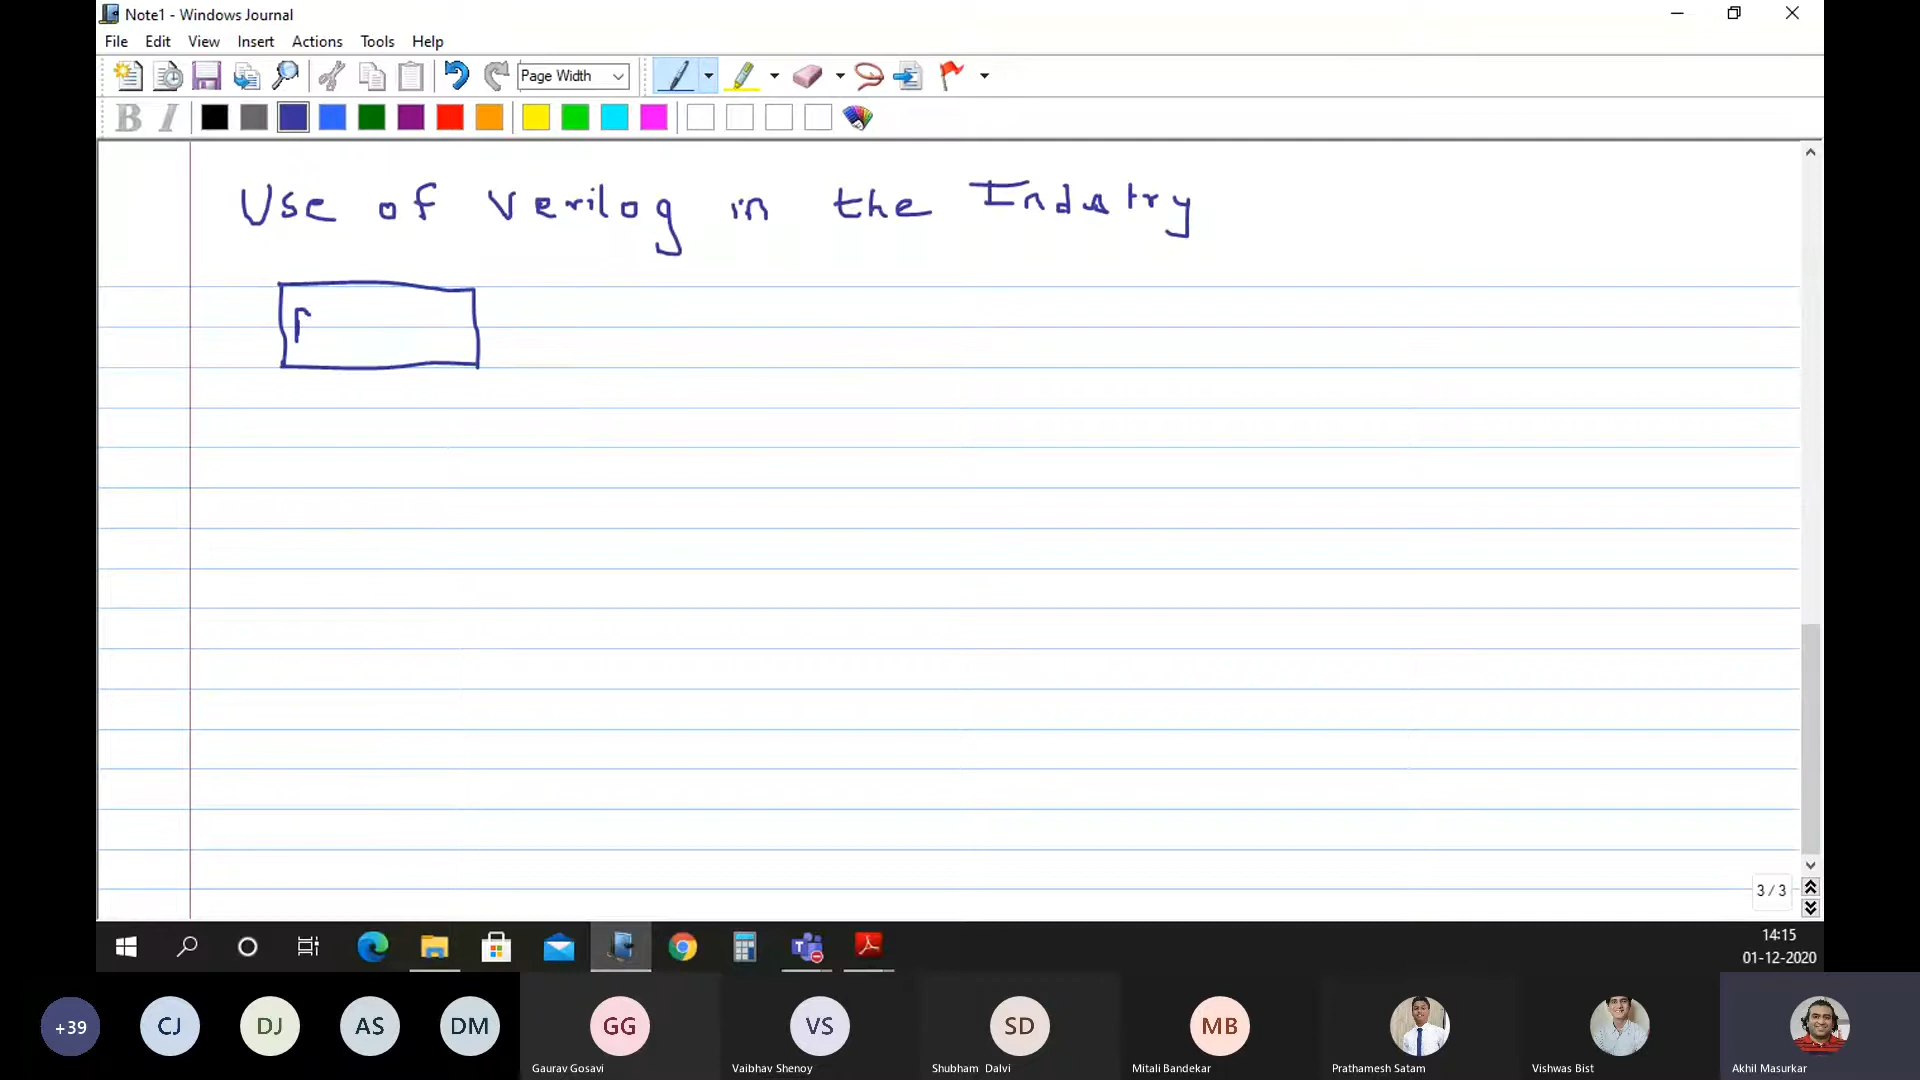 Note1 - Windows Journal
File Edit View Insert Actions Tools Help
Page Width
B I
Use of Verilog in the Industry
r
3 / 3
14:15
01-12-2020
+39 CJ DJ AS DM GG VS SD MB
Gaurav Gosavi Vaibhav Shenoy Shubham Dalvi Mitali Bandekar Prathamesh Satam Vishwas Bist Akhil Masurkar